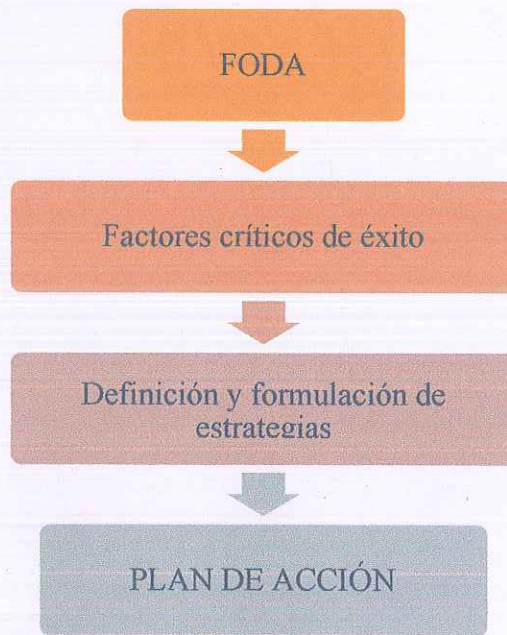 FODA
Factores críticos de éxito
Definición y formulación de
estrategias
PLAN DE ACCIÓN